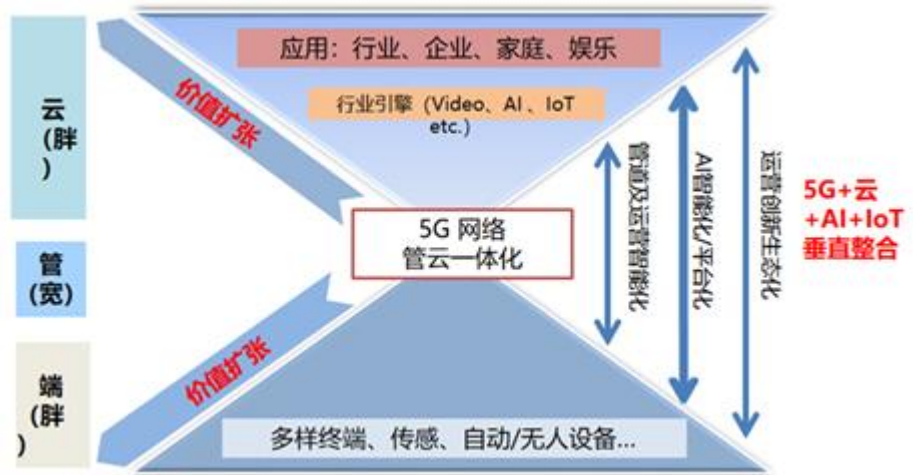 应用：行业、企业、家庭、娱乐
行业引擎（Video、AI 、IoT
etc.)
云
(胖
)
价值扩张
5G 网络
管云一体化
管
(宽)
价值扩张
端
(胖
)
多样终端、传感、自动/无人设备...
管道及运营智能化
AI智能化/平台化
运营创新生态化
5G+云
+AI+IoT
垂直整合